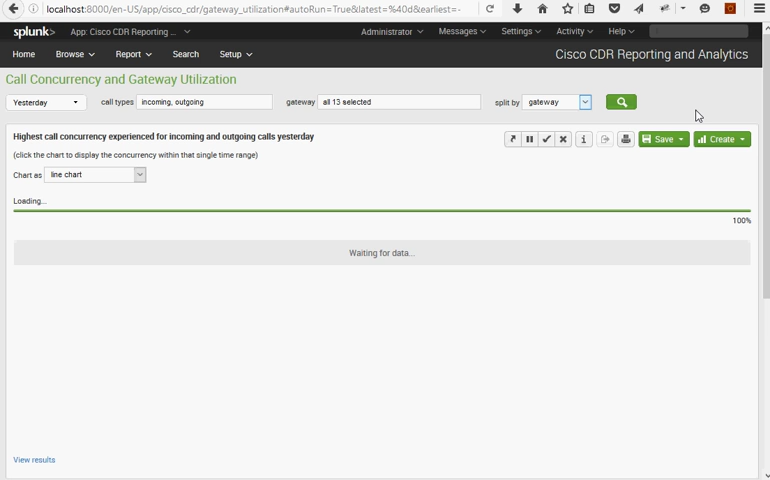 localhost:8000/en-US/app/cisco_cdr/gateway_utilization#autoRun=True&latest=%40d&earliest=-
splunk> App: Cisco CDR Reporting ... Administrator Messages Settings Activity Help
Home Browse Report Search Setup Cisco CDR Reporting and Analytics
Call Concurrency and Gateway Utilization
Yesterday call types incoming, outgoing gateway all 13 selected split by gateway
Highest call concurrency experienced for incoming and outgoing calls yesterday
Save Create
(click the chart to display the concurrency within that single time range)
Chart as line chart
Loading...
100%
Waiting for data...
View results